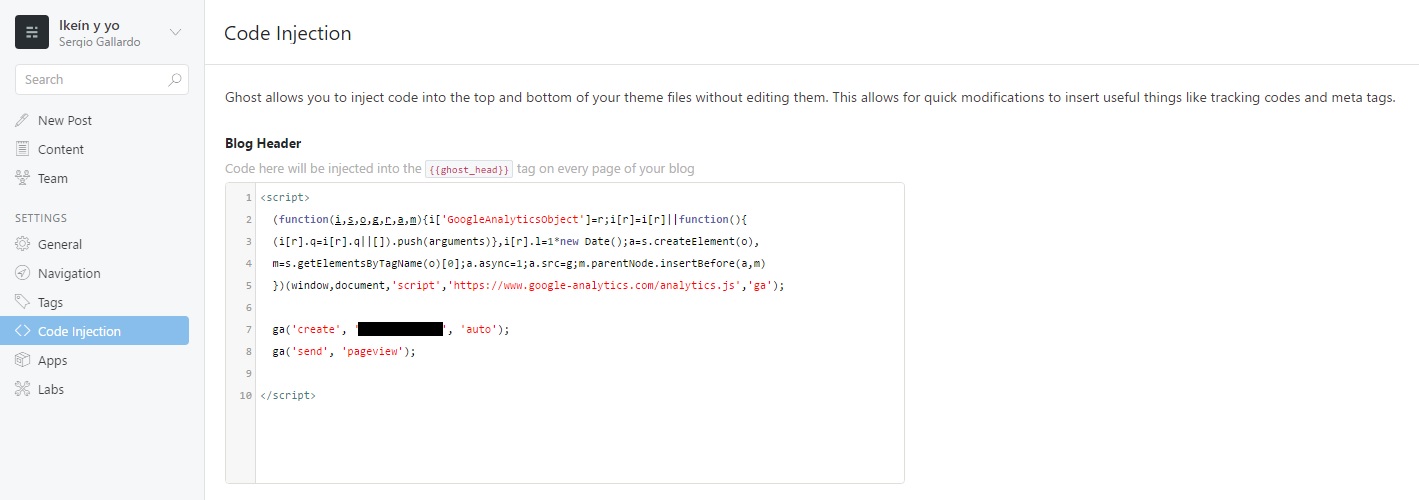 Ikeín y yo
Sergio Gallardo
Search
New Post
Content
Team
SETTINGS
General
Navigation
Tags
Code Injection
Apps
Labs
Code Injection
Ghost allows you to inject code into the top and bottom of your theme files without editing them. This allows for quick modifications to insert useful things like tracking codes and meta tags.
Blog Header
Code here will be injected into the {{ghost_head}} tag on every page of your blog
1 <script>
2 (function(i,s,o,g,r,a,m){i['GoogleAnalyticsObject']=r;i[r]=i[r]||function(){
3 (i[r].q=i[r].q||[]).push(arguments)},i[r].l=1*new Date();a=s.createElement(o),
4 m=s.getElementsByTagName(o)[0];a.async=1;a.src=g;m.parentNode.insertBefore(a,m)
5 })(window,document,'script','https://www.google-analytics.com/analytics.js','ga');
6
7 ga('create', '', 'auto');
8 ga('send', 'pageview');
9
10 </script>